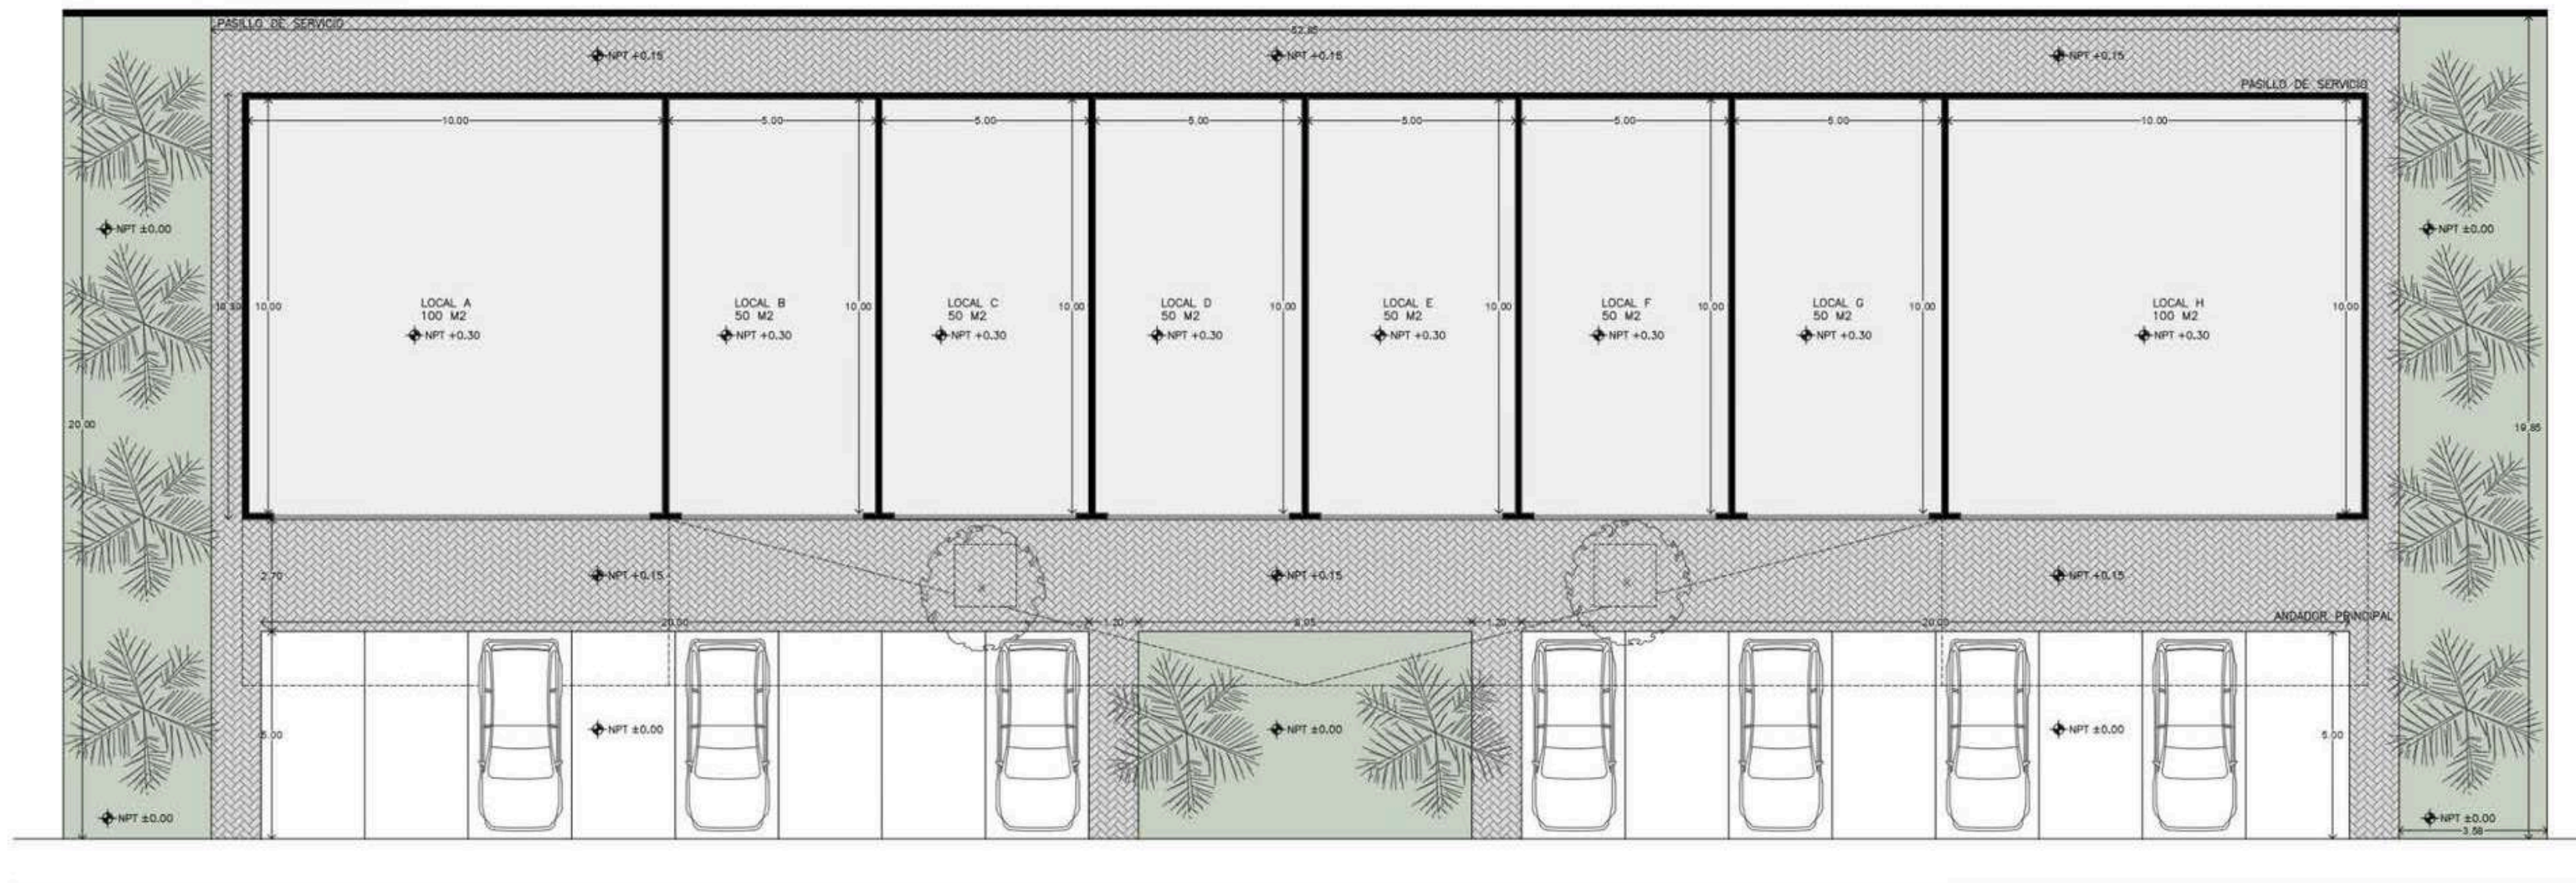 PASILLO DE SERVICIO
52.85
NPT +0.15
NPT +0.15
NPT +0.15
PASILLO DE SERVICIO
10.00
5.00
5.00
5.00
5.00
5.00
5.00
10.00
NPT ±0.00
NPT ±0.00
10.30
10.00
LOCAL A
100 M2
NPT +0.30
LOCAL B
50 M2
NPT +0.30
10.00
LOCAL C
50 M2
NPT +0.30
10.00
LOCAL D
50 M2
NPT +0.30
10.00
LOCAL E
50 M2
NPT +0.30
10.00
LOCAL F
50 M2
NPT +0.30
10.00
LOCAL G
50 M2
NPT +0.30
10.00
LOCAL H
100 M2
NPT +0.30
10.00
20.00
19.85
2.70
NPT +0.15
NPT +0.15
NPT +0.15
ANDADOR PRINCIPAL
20.00
1.20
8.05
1.20
20.00
5.00
NPT ±0.00
NPT ±0.00
NPT ±0.00
5.00
NPT ±0.00
NPT ±0.00
3.58